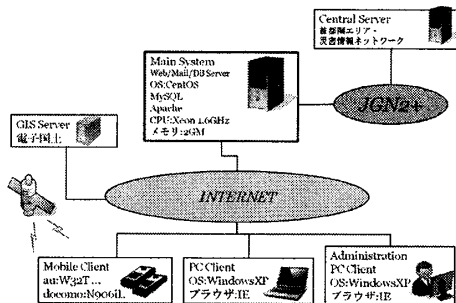 Central Server
首都圏エリア・
災害情報ネットワーク
Main System
Web/Mail/DB Server
OS:CentOS
MySQL
Apache
CPU:Xeon 1.6GHz
メモリ:2GM
JGN2+
GIS Server
電子国土
INTERNET
Mobile Client
au:W32T...
docomo:N906iL
PC Client
OS:WindowsXP
ブラウザ:IE
Administration
PC Client
OS:WindowsXP
ブラウザ:IE